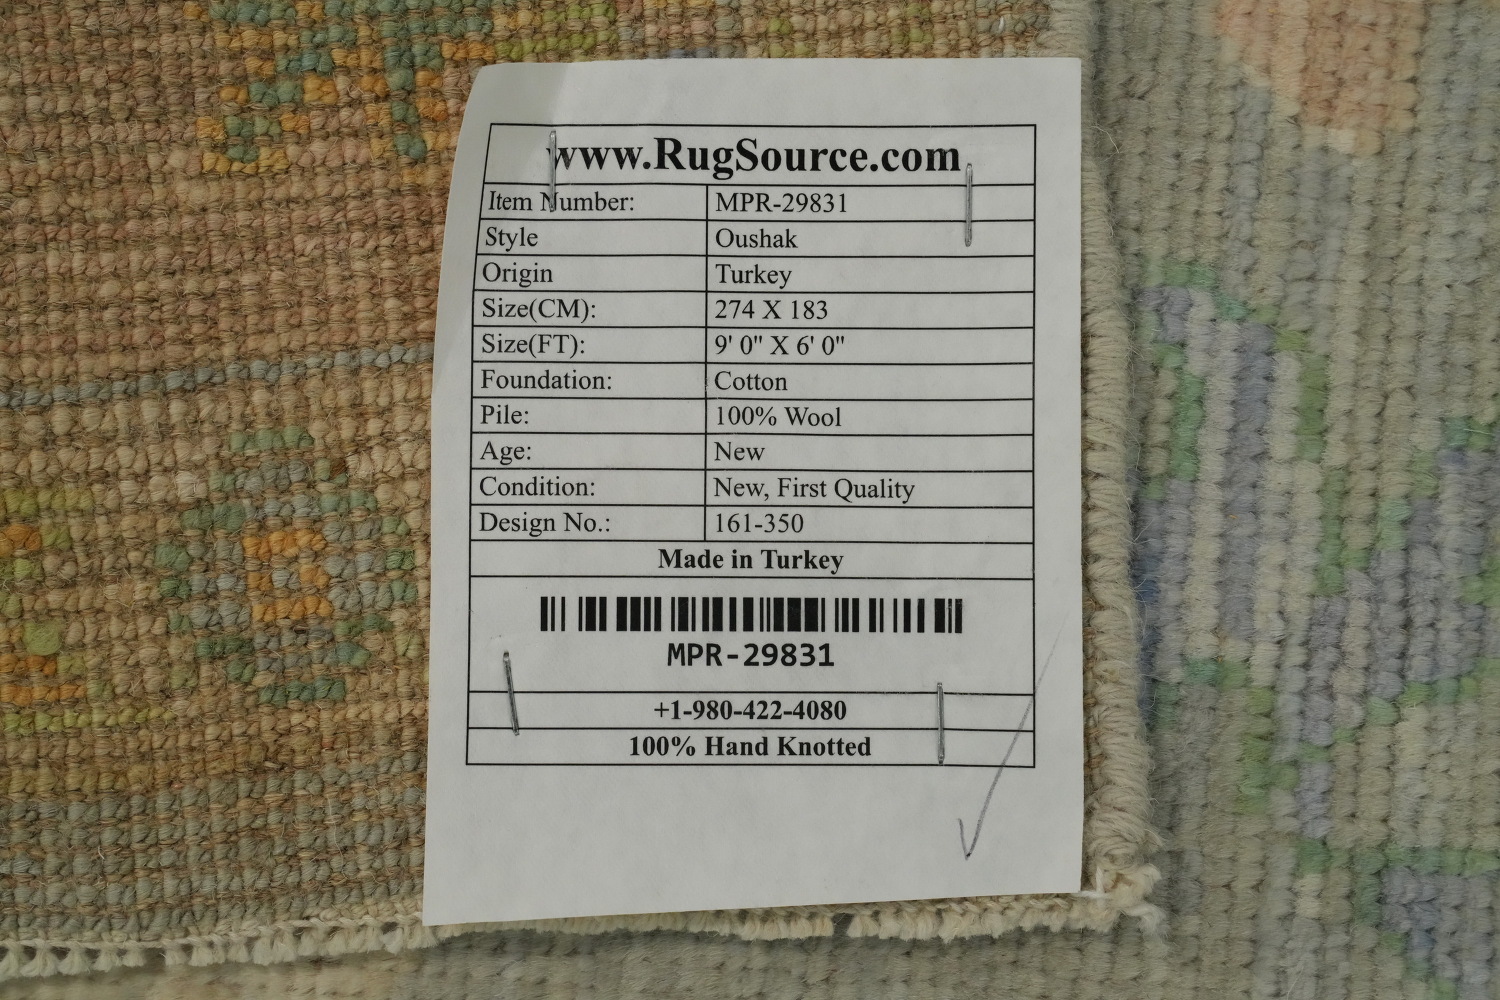 www.RugSource.com
Item Number: MPR-29831
Style Oushak
Origin Turkey
Size(CM): 274 X 183
Size(FT): 9' 0" X 6' 0"
Foundation: Cotton
Pile: 100% Wool
Age: New
Condition: New, First Quality
Design No.: 161-350
Made in Turkey
MPR-29831
+1-980-422-4080
100% Hand Knotted